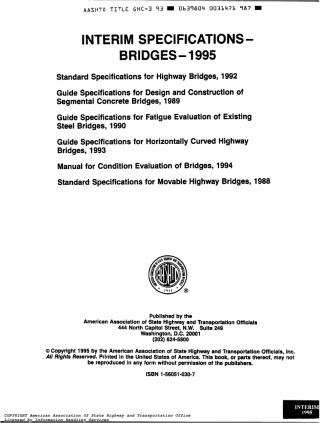 AASHTO TITLE GHC-3 93 ■ 0639804 0031471 987 ■
INTERIM SPECIFICATIONS–
BRIDGES–1995
Standard Specifications for Highway Bridges, 1992
Guide Specifications for Design and Construction of
Segmental Concrete Bridges, 1989
Guide Specifications for Fatigue Evaluation of Existing
Steel Bridges, 1990
Guide Specifications for Horizontally Curved Highway
Bridges, 1993
Manual for Condition Evaluation of Bridges, 1994
Standard Specifications for Movable Highway Bridges, 1988
®
Published by the
American Association of State Highway and Transportation Officials
444 North Capitol Street, N.W. Suite 249
Washington, D.C. 20001
(202) 624-5800
© Copyright 1995 by the American Association of State Highway and Transportation Officials, Inc.
All Rights Reserved. Printed in the United States of America. This book, or parts thereof, may not
be reproduced in any form without permission of the publishers.
ISBN 1-56051-030-7
INTERIM
1995
COPYRIGHT American Association Of State Highway and Transportation Office
Licensed by Information Handling Services